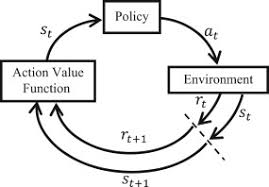 Policy
s_t
a_t
Action Value
Function
Environment
r_t
s_t
r_{t+1}
s_{t+1}